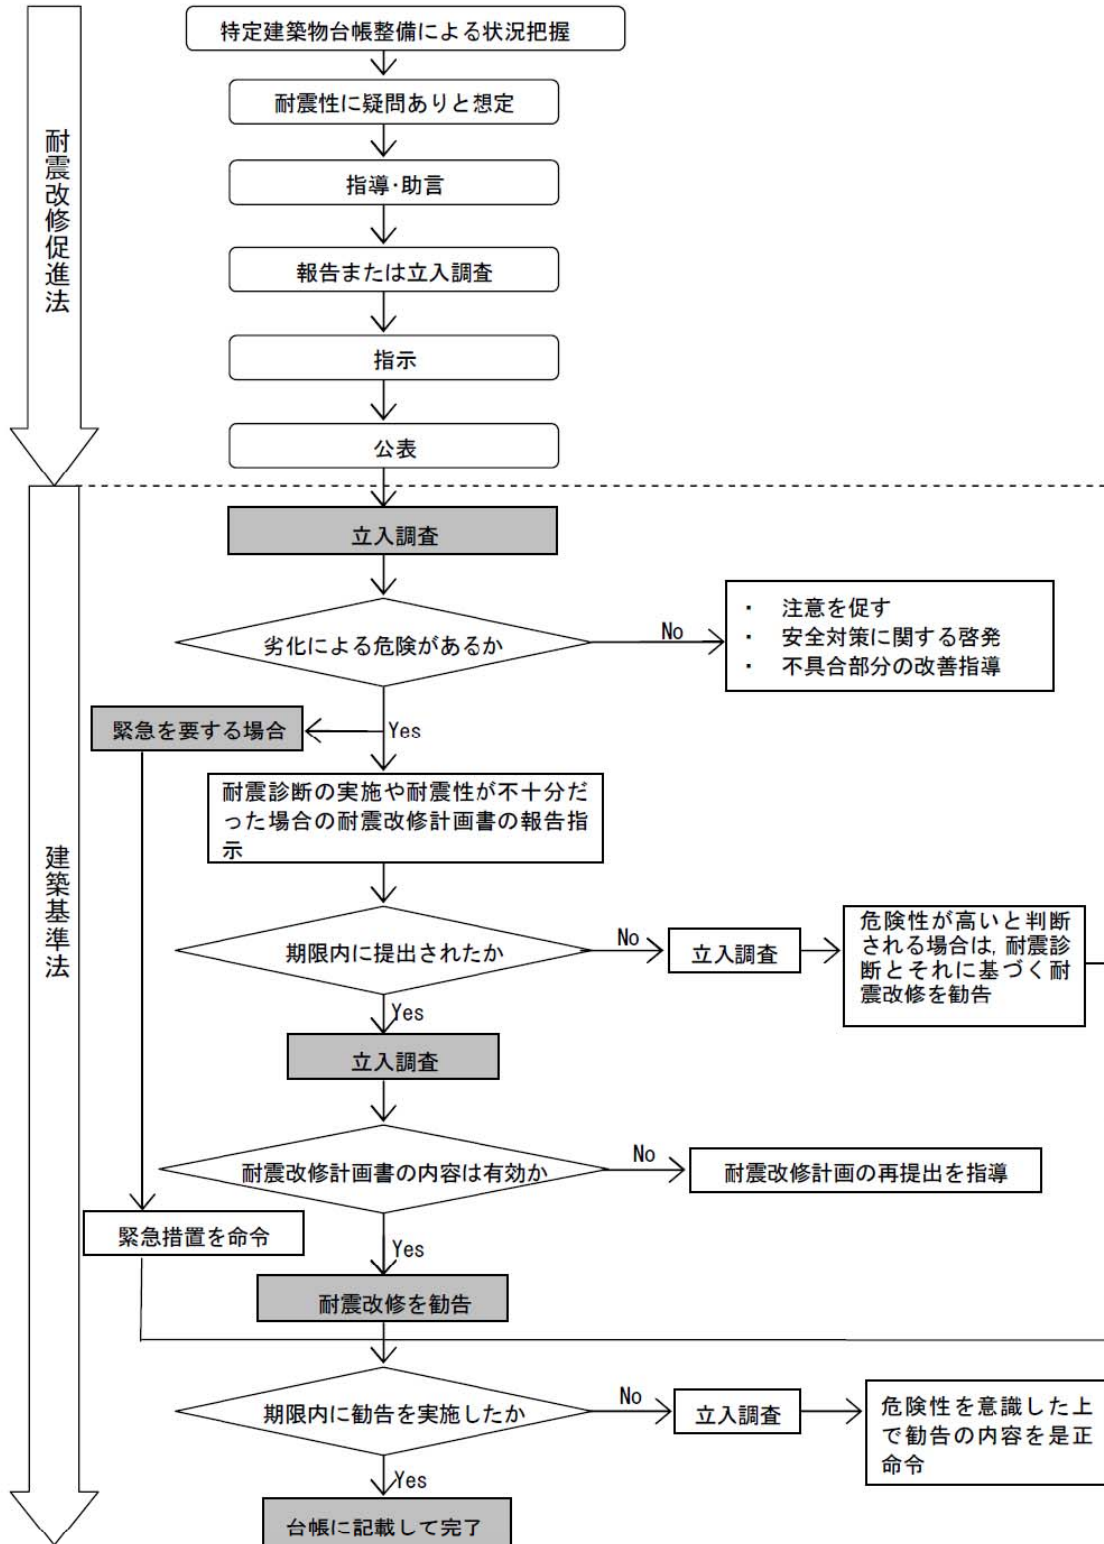 特定建築物台帳整備による状況把握
耐震性に疑問ありと想定
指導･助言
報告または立入調査
指示
公表
耐震改修促進法
立入調査
劣化による危険があるか
No
・ 注意を促す
・ 安全対策に関する啓発
・ 不具合部分の改善指導
緊急を要する場合
Yes
耐震診断の実施や耐震性が不十分だ
った場合の耐震改修計画書の報告指
示
建築基準法
期限内に提出されたか
No
立入調査
危険性が高いと判断
される場合は，耐震診
断とそれに基づく耐
震改修を勧告
Yes
立入調査
耐震改修計画書の内容は有効か
No
耐震改修計画の再提出を指導
緊急措置を命令
Yes
耐震改修を勧告
期限内に勧告を実施したか
No
立入調査
危険性を意識した上
で勧告の内容を是正
命令
Yes
台帳に記載して完了